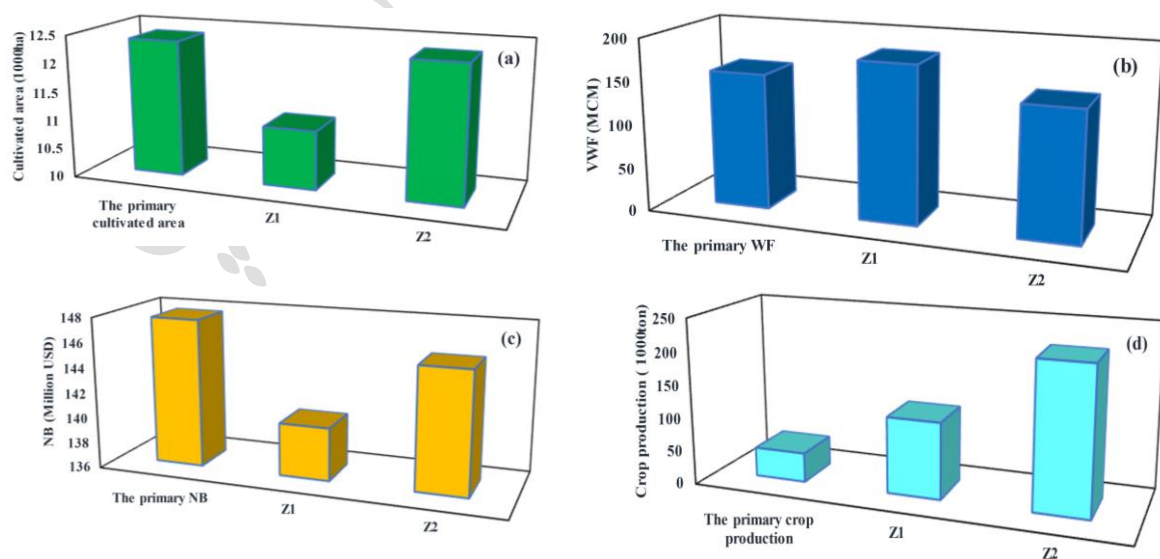 Cultivated area (1000ha)
12.5
12
11.5
11
10.5
10
(a)
The primary
cultivated area
Z1
Z2
VWF (MCM)
200
150
100
50
0
(b)
The primary WF
Z1
Z2
NB (Million USD)
148
146
144
142
140
138
136
(c)
The primary NB
Z1
Z2
Crop production ( 1000ton)
250
200
150
100
50
0
(d)
The primary crop
production
Z1
Z2